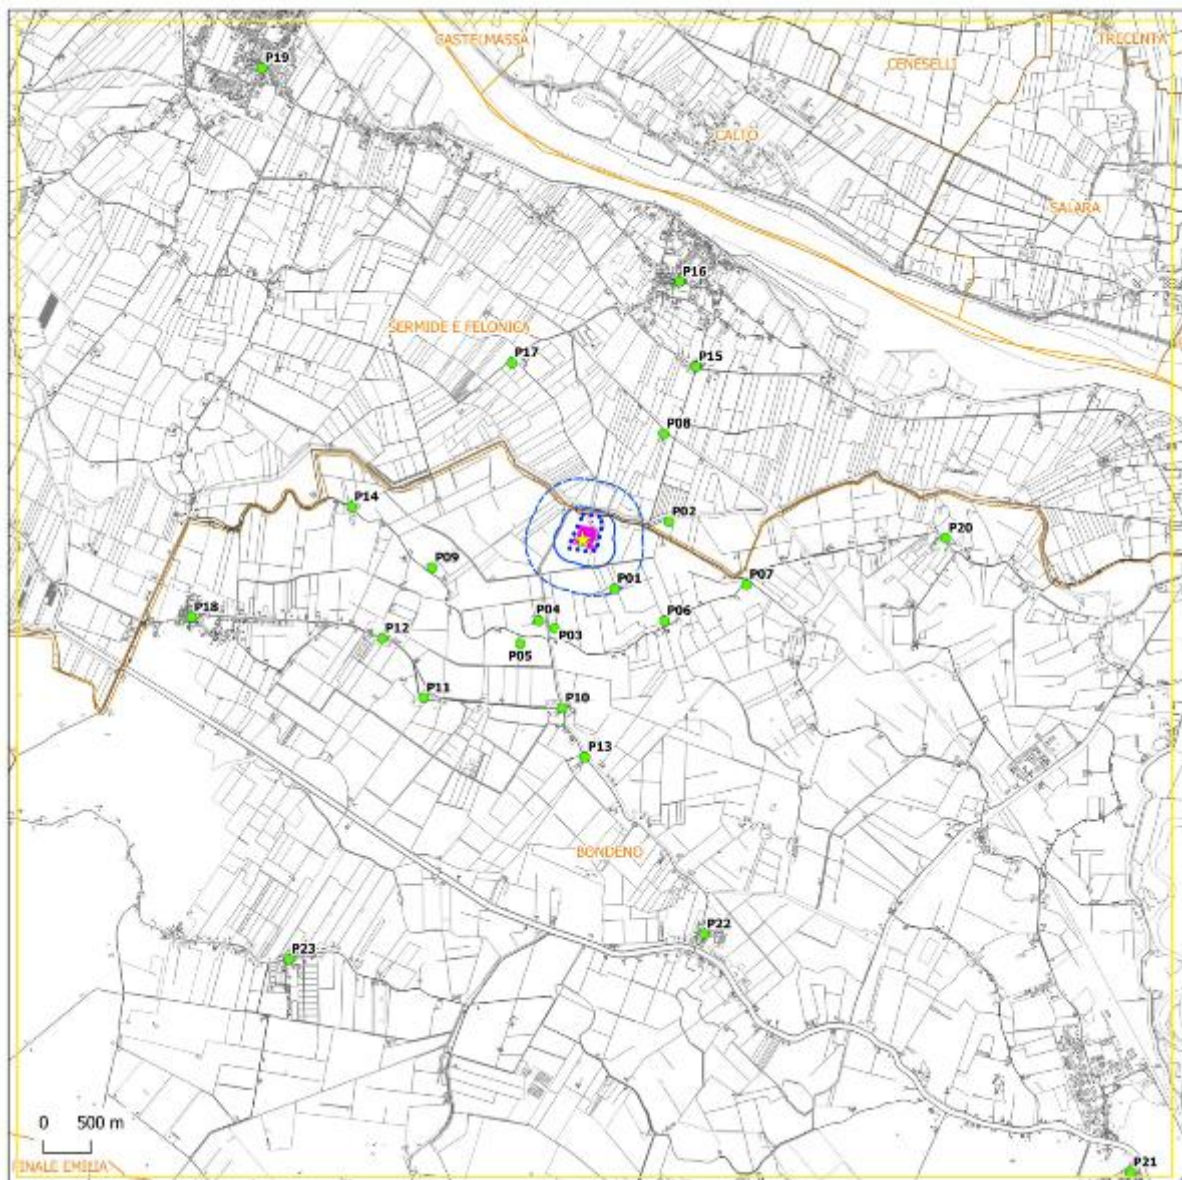 CASTELMASSA
TRECENTA
P19
CENESELLI
CALTO
SALARA
P16
SERMIDE E FELONICA
P17
P15
P08
P14
P02
P20
P09
P01
P07
P18
P04
P06
P03
P12
P05
P11
P10
P13
BONDENO
P22
P23
0 500 m
FINALE EMILIA
P21